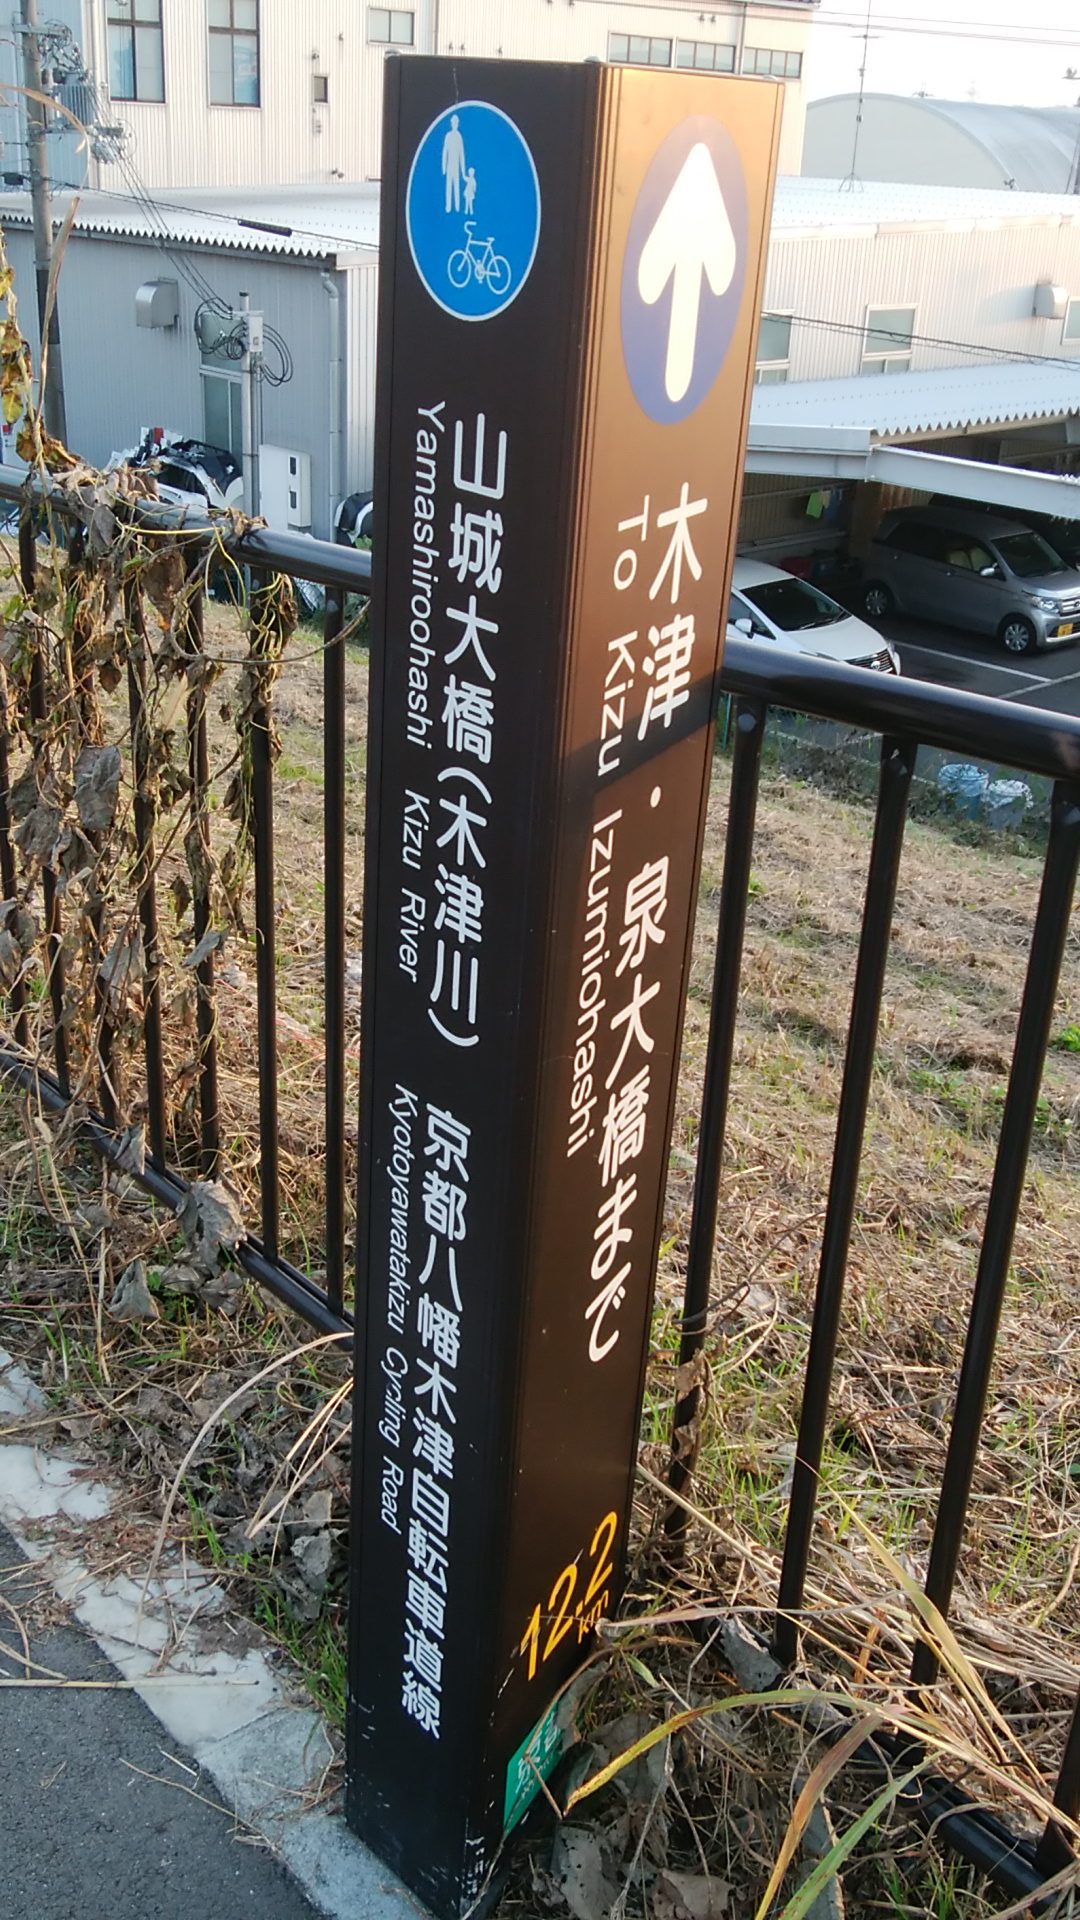 山城大橋(木津川)
Yamashiroohashi Kizu River
京都八幡木津自転車道線
Kyotoyawatakizu Cycling Road
木津・泉大橋まで
To Kizu Izumiohashi
12.2
km